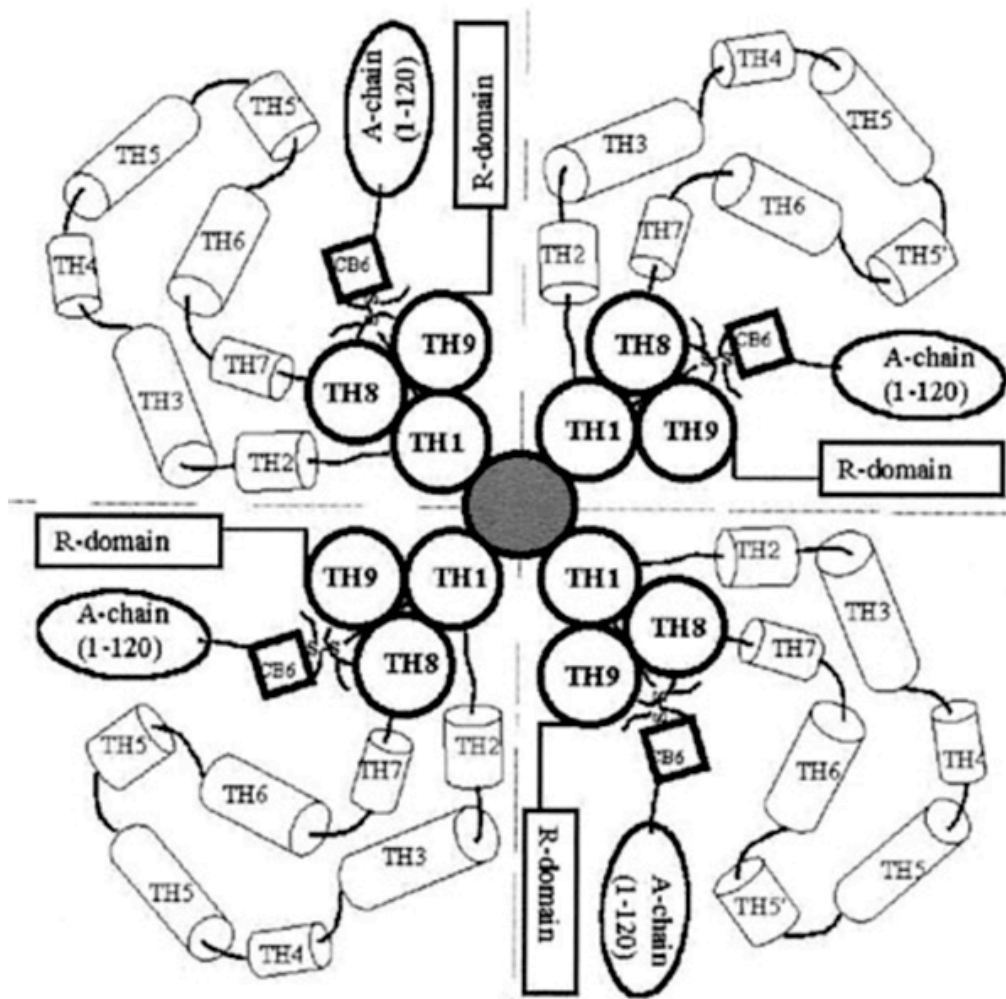 TH5
TH5'
A-chain
(1-120)
R-domain
TH4
TH6
CB6
TH3
TH7
TH8
TH9
TH2
TH1
TH4
TH3
TH5
TH2
TH7
TH6
TH5'
TH8
CB6
A-chain
(1-120)
TH1
TH9
R-domain
R-domain
TH9
TH1
A-chain
(1-120)
CB6
TH8
TH5
TH6
TH7
TH2
TH5
TH3
TH4
TH1
TH2
TH8
TH3
TH9
TH7
CB6
TH6
TH4
R-domain
A-chain
(1-120)
TH5'
TH5